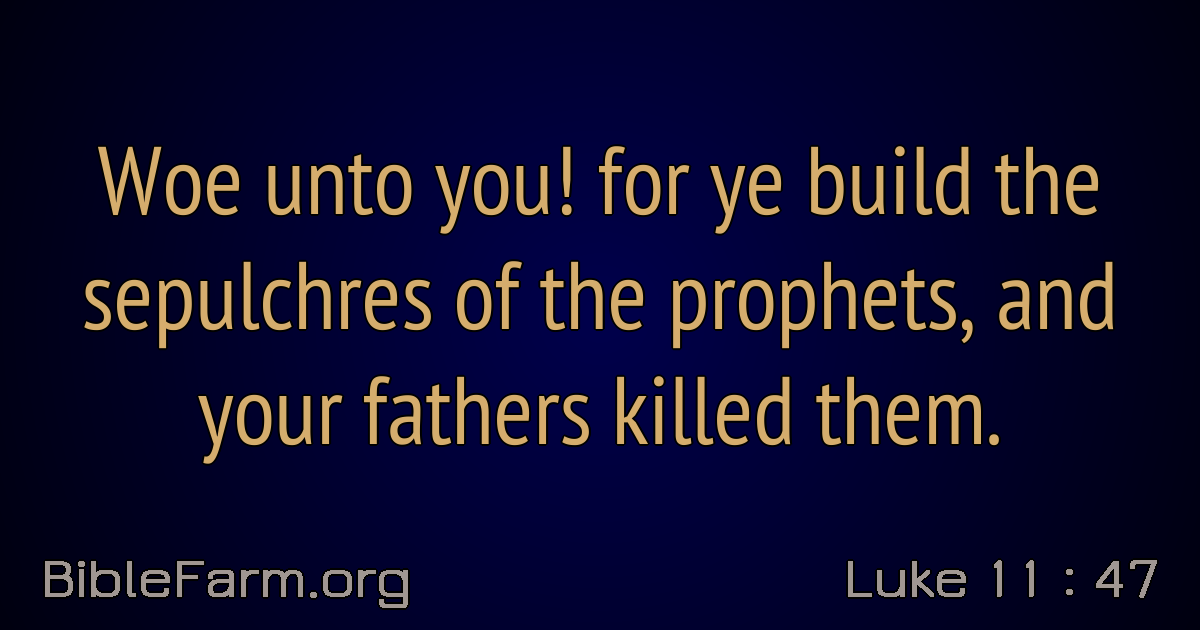 Woe unto you! for ye build the
sepulchres of the prophets, and
your fathers killed them.
BibleFarm.org
Luke 11 : 47